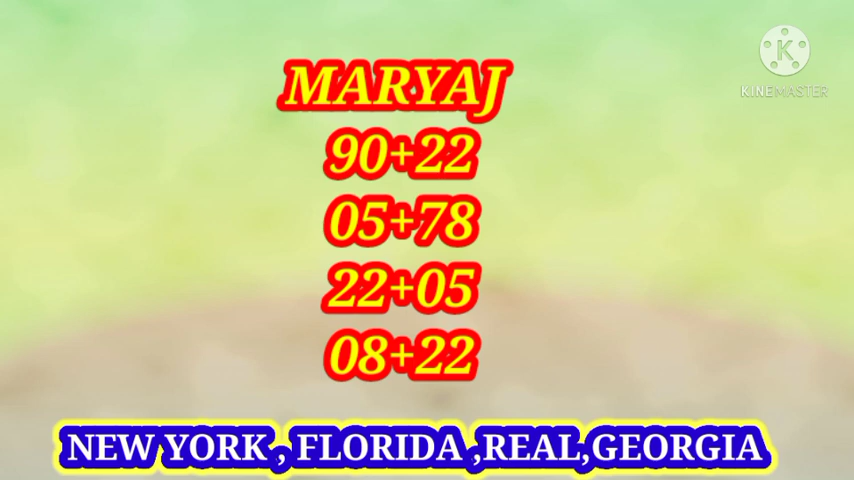 MARYAJ
KINEMASTER
90+22
05+78
22+05
08+22
NEW YORK , FLORIDA ,REAL,GEORGIA